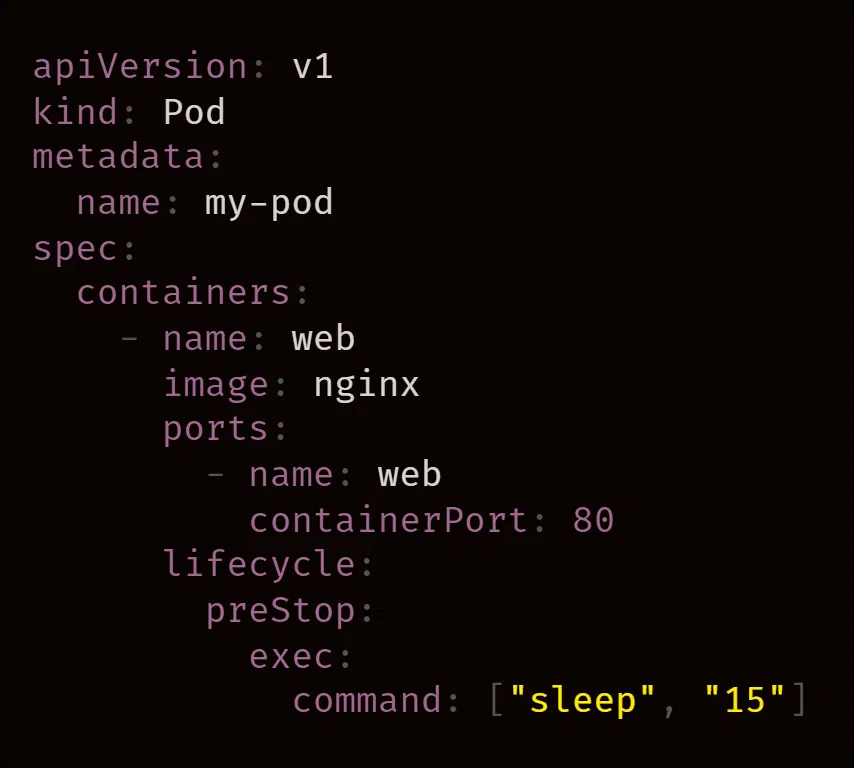 apiVersion: v1
kind: Pod
metadata:
  name: my-pod
spec:
  containers:
    - name: web
      image: nginx
      ports:
        - name: web
          containerPort: 80
      lifecycle:
        preStop:
          exec:
            command: ["sleep", "15"]